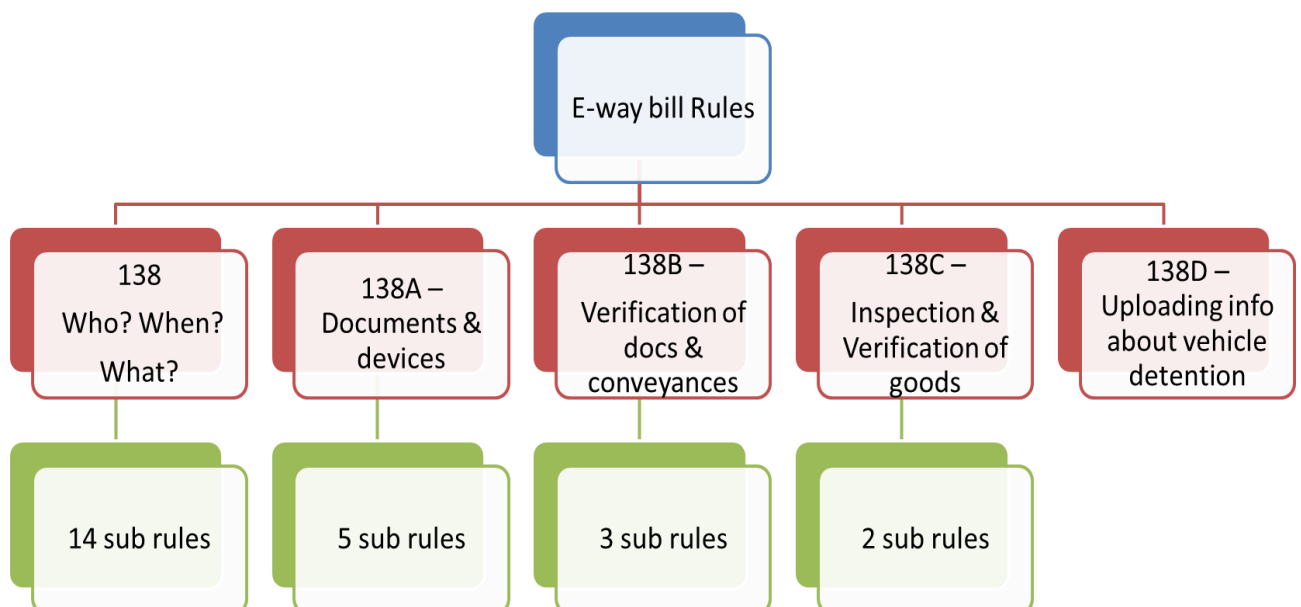 E-way bill Rules
138
Who? When?
What?
138A –
Documents &
devices
138B –
Verification of
docs &
conveyances
138C –
Inspection &
Verification of
goods
138D –
Uploading info
about vehicle
detention
14 sub rules
5 sub rules
3 sub rules
2 sub rules